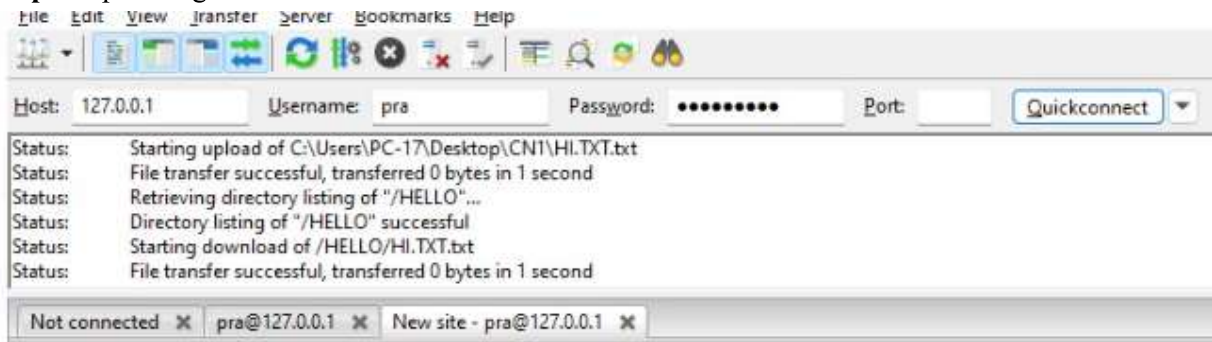 File Edit View Transfer Server Bookmarks Help
Host: 127.0.0.1 Username: pra Password: ●●●●●●●●● Port: Quickconnect
Status: Starting upload of C:\Users\PC-17\Desktop\CN1\HI.TXT.txt
Status: File transfer successful, transferred 0 bytes in 1 second
Status: Retrieving directory listing of "/HELLO"...
Status: Directory listing of "/HELLO" successful
Status: Starting download of /HELLO/HI.TXT.txt
Status: File transfer successful, transferred 0 bytes in 1 second
Not connected pra@127.0.0.1 New site - pra@127.0.0.1